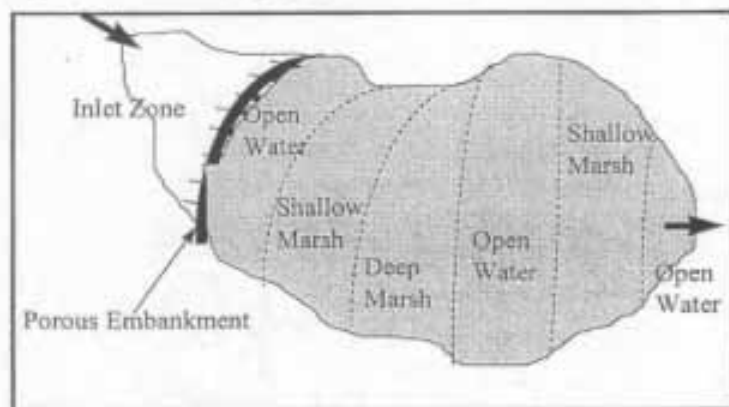 Inlet Zone
Open
Water
Shallow
Marsh
Deep
Marsh
Open
Water
Shallow
Marsh
Open
Water
Porous Embankment